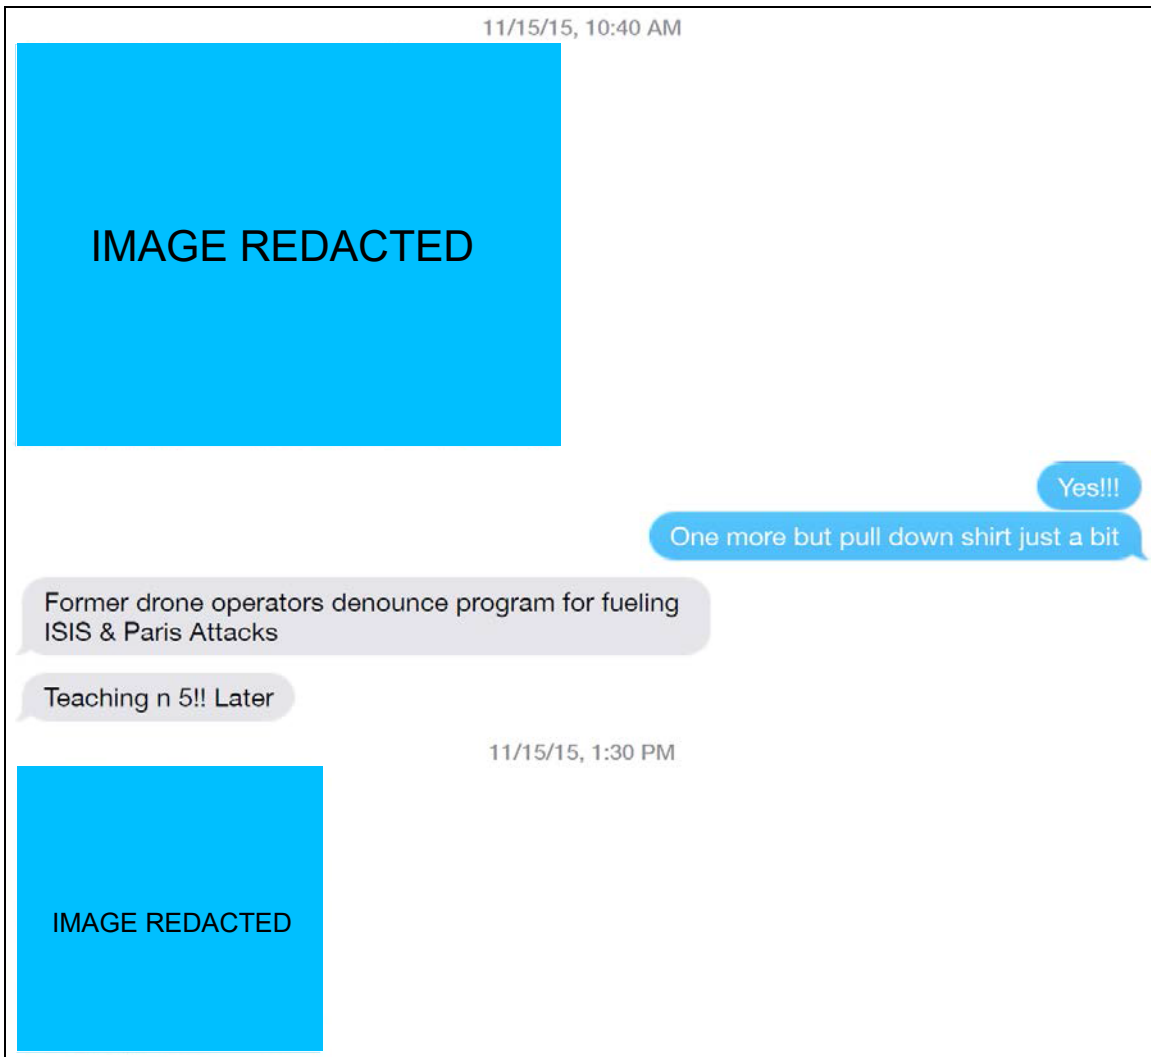 11/15/15, 10:40 AM
IMAGE REDACTED
Yes!!!
One more but pull down shirt just a bit
Former drone operators denounce program for fueling
ISIS & Paris Attacks
Teaching n 5!! Later
11/15/15, 1:30 PM
IMAGE REDACTED